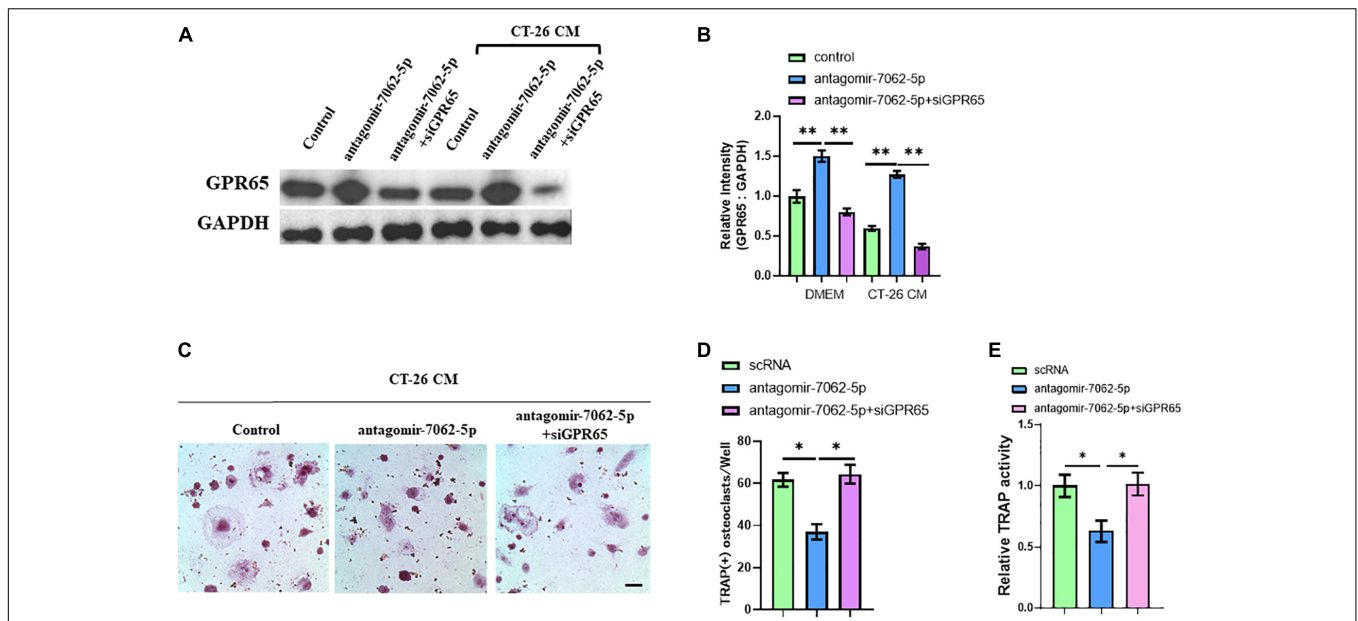 A
CT-26 CM
Control
antagomir-7062-5p
antagomir-7062-5p
+siGPR65
Control
antagomir-7062-5p
antagomir-7062-5p
+siGPR65
GPR65
GAPDH
B
control
antagomir-7062-5p
antagomir-7062-5p+siGPR65
Relative Intensity
(GPR65 : GAPDH)
2.0
1.5
1.0
0.5
0.0
** ** ** **
DMEM CT-26 CM
C
CT-26 CM
Control
antagomir-7062-5p
antagomir-7062-5p
+siGPR65
D
scRNA
antagomir-7062-5p
antagomir-7062-5p+siGPR65
TRAP(+) osteoclasts/Well
80
60
40
20
0
* *
E
scRNA
antagomir-7062-5p
antagomir-7062-5p+siGPR65
Relative TRAP activity
1.5
1.0
0.5
0.0
* *